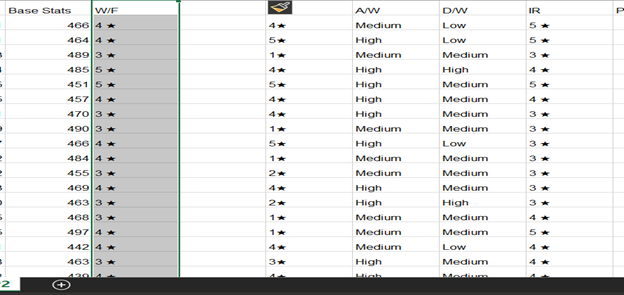 Base Stats W/F A/W D/W IR P
466 4 ★ 4★ Medium Low 5 ★
464 4 ★ 5★ High Low 5 ★
489 3 ★ 1★ Medium Medium 3 ★
485 5 ★ 4★ High High 4 ★
451 5 ★ 5★ High Medium 5 ★
457 4 ★ 4★ High Medium 4 ★
470 3 ★ 4★ High Medium 3 ★
490 3 ★ 1★ Medium Medium 3 ★
466 4 ★ 5★ High Low 3 ★
484 4 ★ 1★ Medium Medium 3 ★
455 3 ★ 2★ Medium Medium 3 ★
469 4 ★ 4★ High Medium 3 ★
463 3 ★ 2★ High High 3 ★
468 3 ★ 1★ Medium Medium 4 ★
497 4 ★ 1★ Medium Medium 5 ★
442 4 ★ 4★ Medium Low 4 ★
463 3 ★ 3★ High Medium 4 ★
439 4 ★ 4★ High Medium 4 ★
2